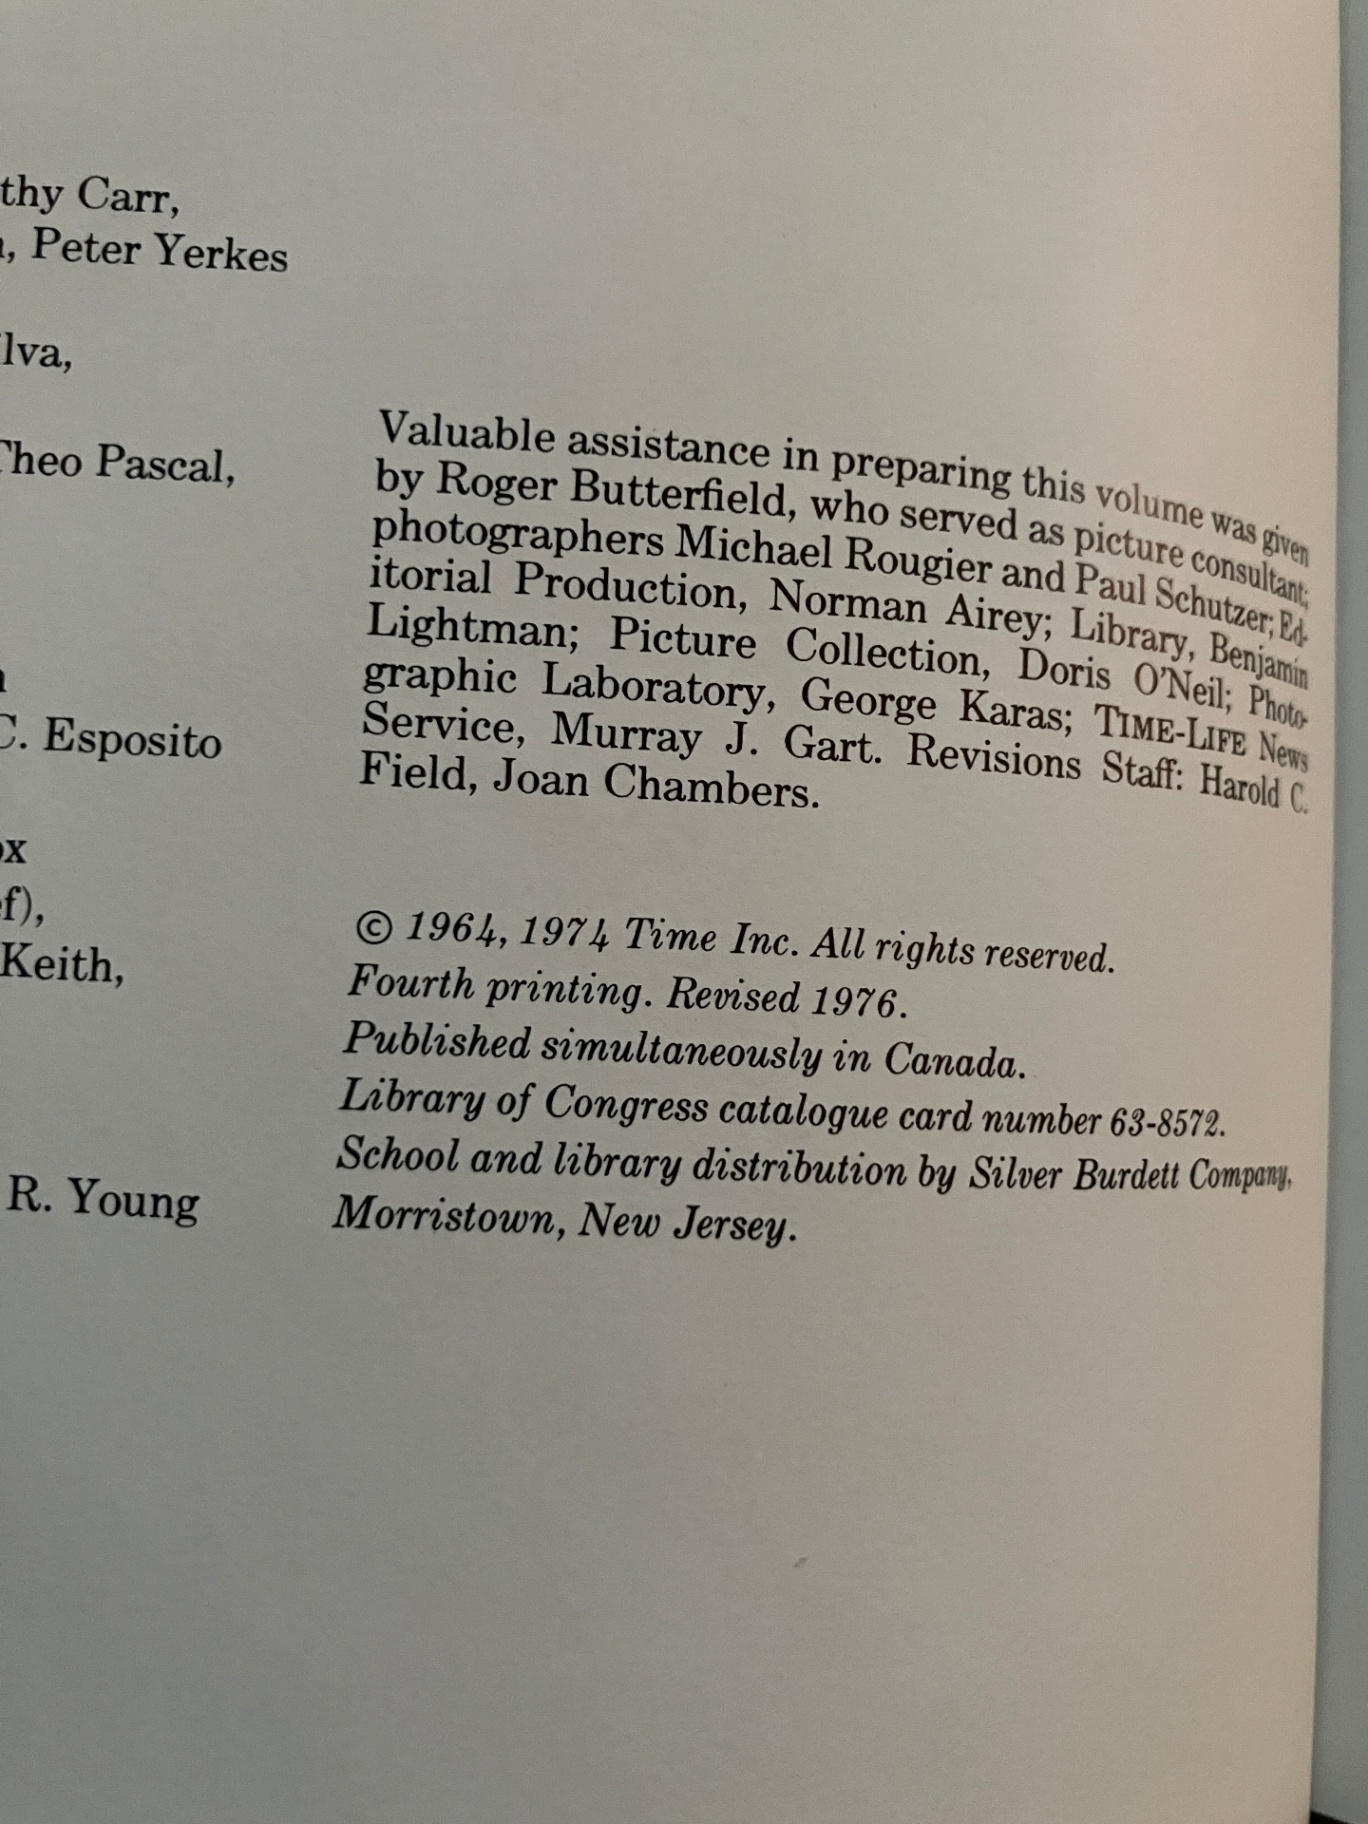 thy Carr,
, Peter Yerkes
lva,
Theo Pascal,
C. Esposito
ox
ef),
Keith,
R. Young
Valuable assistance in preparing this volume was given
by Roger Butterfield, who served as picture consultant;
photographers Michael Rougier and Paul Schutzer; Ed-
itorial Production, Norman Airey; Library, Benjamin
Lightman; Picture Collection, Doris O'Neil; Photo-
graphic Laboratory, George Karas; TIME-LIFE News
Service, Murray J. Gart. Revisions Staff: Harold C.
Field, Joan Chambers.
© 1964, 1974 Time Inc. All rights reserved.
Fourth printing. Revised 1976.
Published simultaneously in Canada.
Library of Congress catalogue card number 63-8572.
School and library distribution by Silver Burdett Company,
Morristown, New Jersey.